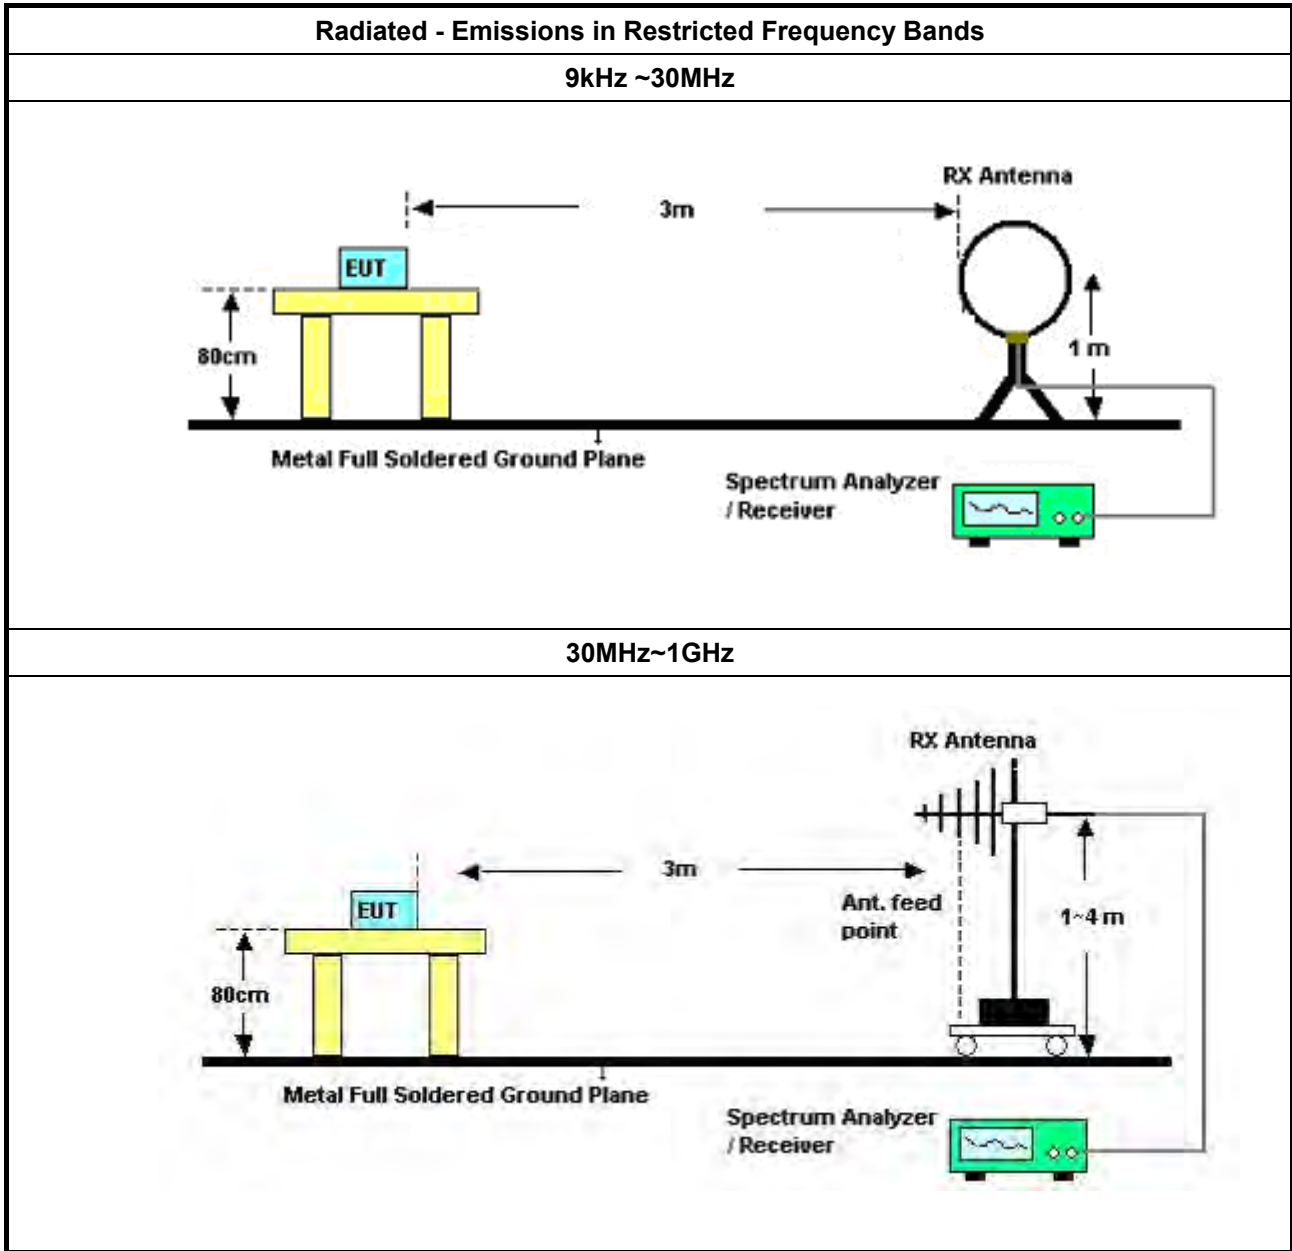 Radiated - Emissions in Restricted Frequency Bands
9kHz ~30MHz
RX Antenna
3m
EUT
80cm
1 m
Metal Full Soldered Ground Plane
Spectrum Analyzer
/ Receiver
30MHz~1GHz
RX Antenna
3m
Ant. feed
point
1~4 m
EUT
80cm
Metal Full Soldered Ground Plane
Spectrum Analyzer
/ Receiver